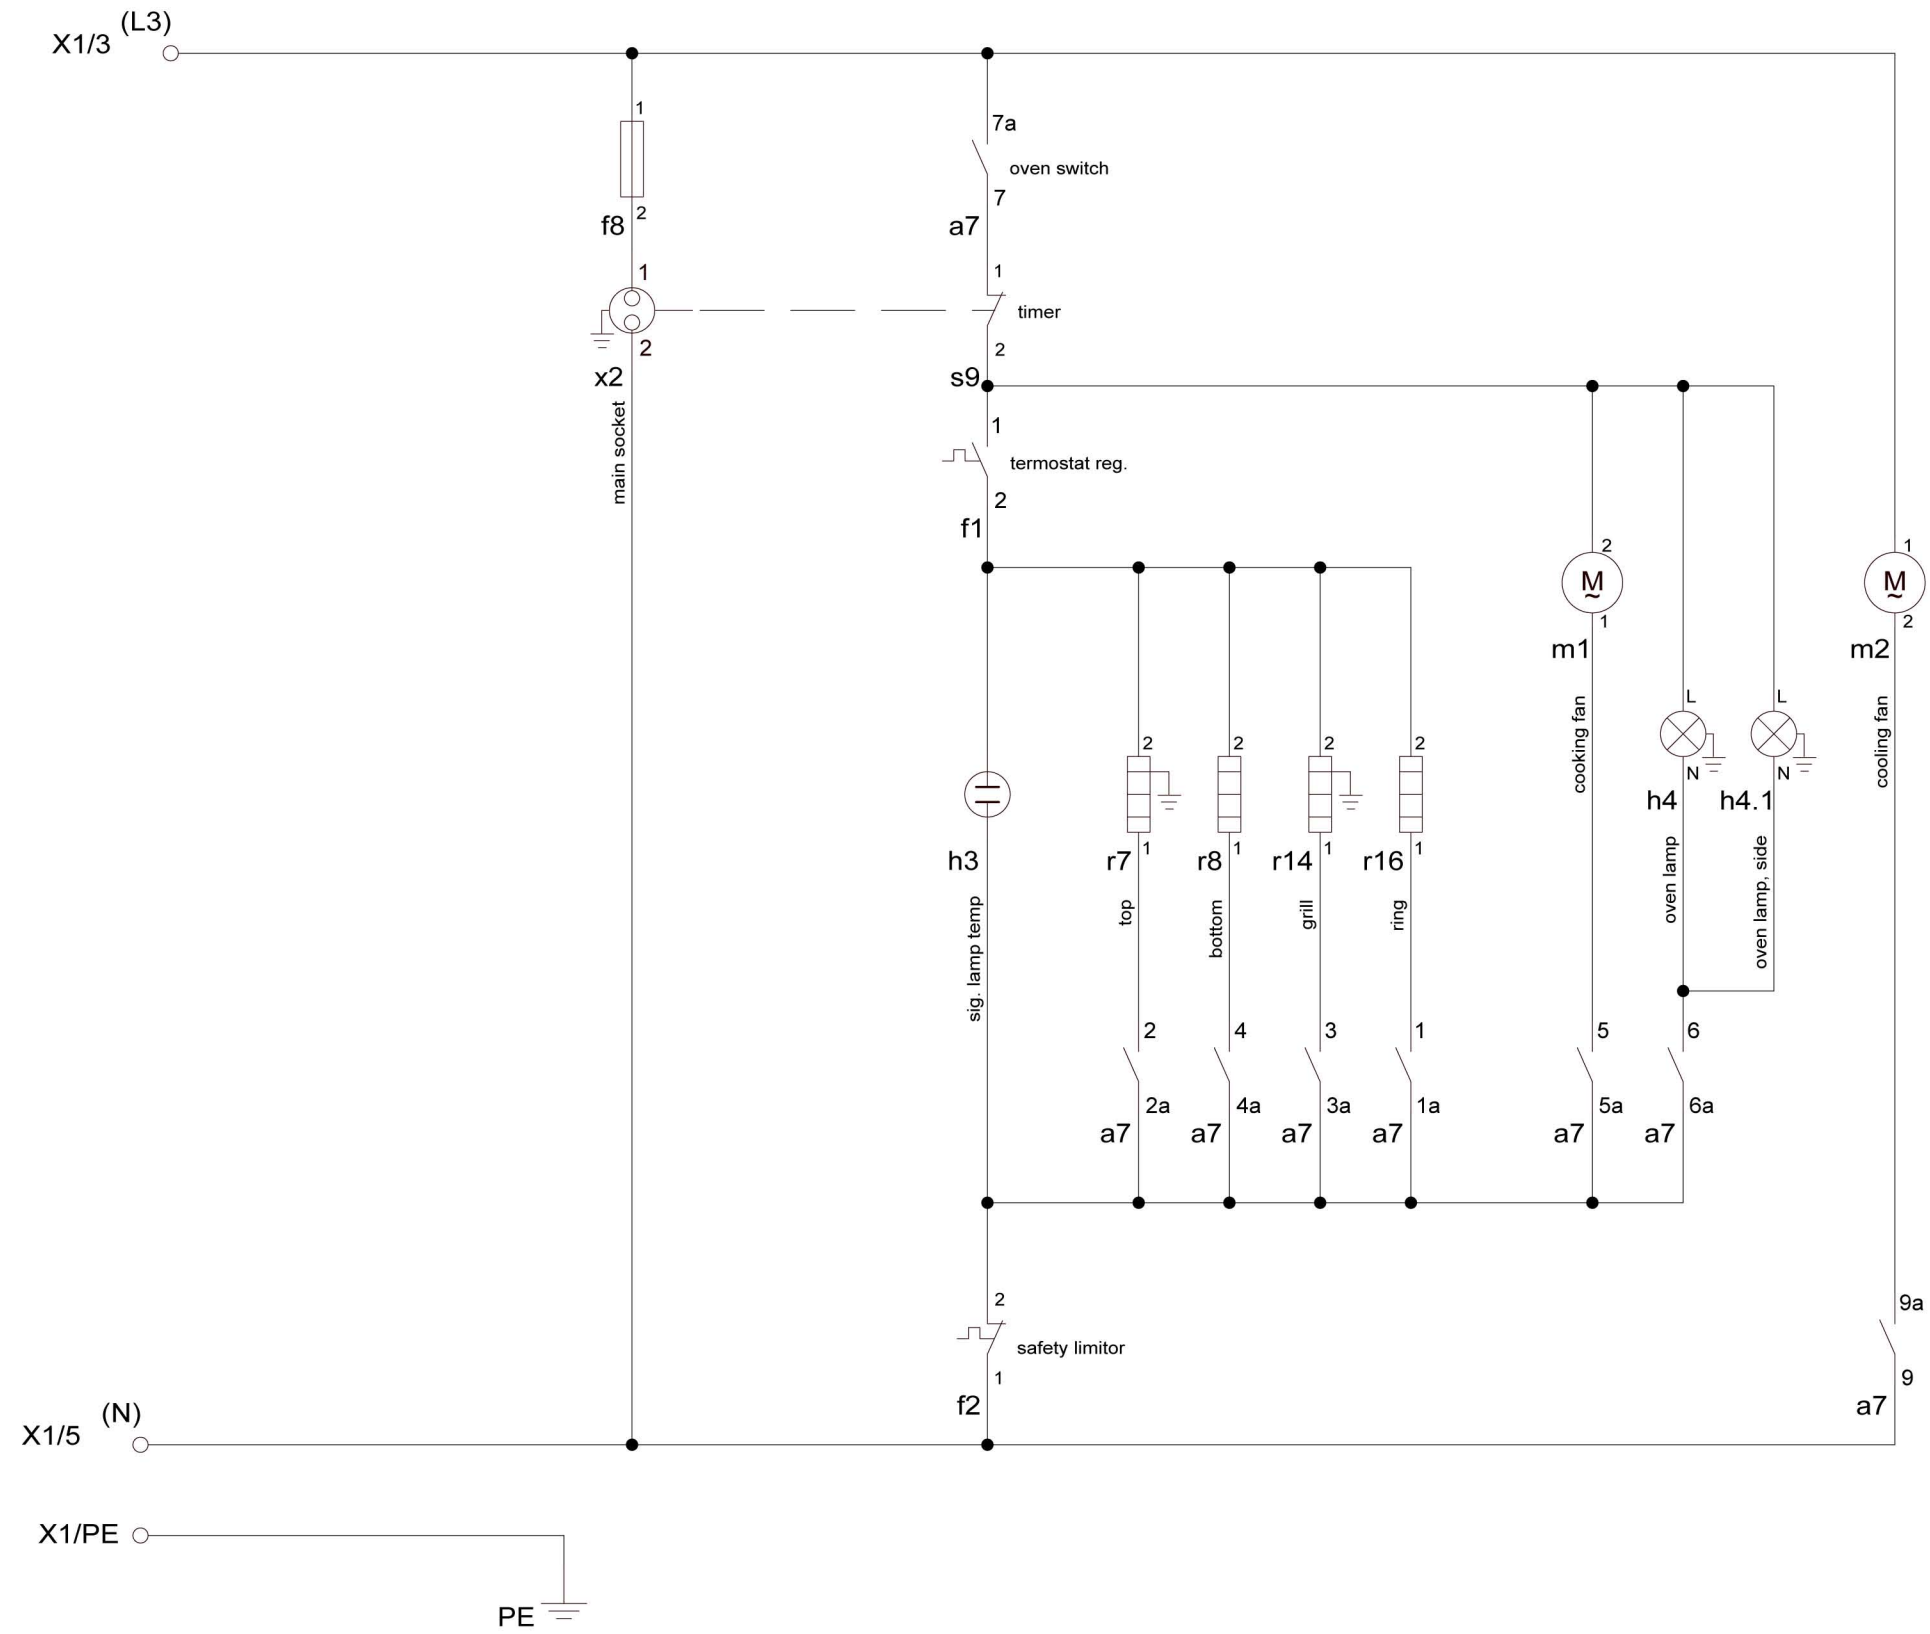 (L3)
X1/3
1
2
f8
1
2
x2
main socket
7a
oven switch
7
a7
1
timer
2
s9
1
termostat reg.
2
f1
h3
sig. lamp temp
2
r7
1
top
2
r8
1
bottom
2
r14
1
grill
2
r16
1
ring
2
M
~
1
m1
cooking fan
L
N
h4
oven lamp
L
N
h4.1
oven lamp, side
1
M
~
2
m2
cooling fan
2
2a
a7
4
4a
a7
3
3a
a7
1
1a
a7
5
5a
a7
6
6a
a7
2
safety limitor
1
f2
9a
9
a7
(N)
X1/5
X1/PE
PE